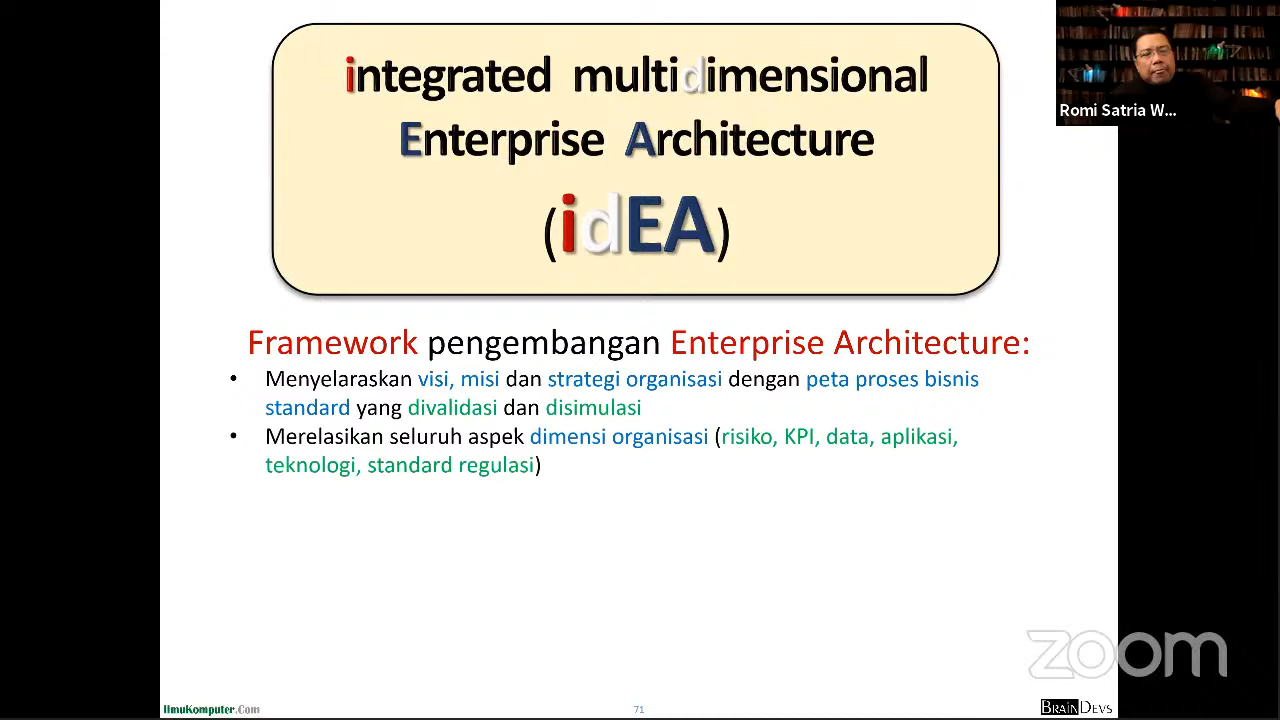 integrated multidimensional
Enterprise Architecture
(idEA)
Romi Satria W...
Framework pengembangan Enterprise Architecture:
• Menyelaraskan visi, misi dan strategi organisasi dengan peta proses bisnis
standard yang divalidasi dan disimulasi
• Merelasikan seluruh aspek dimensi organisasi (risiko, KPI, data, aplikasi,
teknologi, standard regulasi)
zoom
IlmuKomputer.Com
71
BRAINDEVS